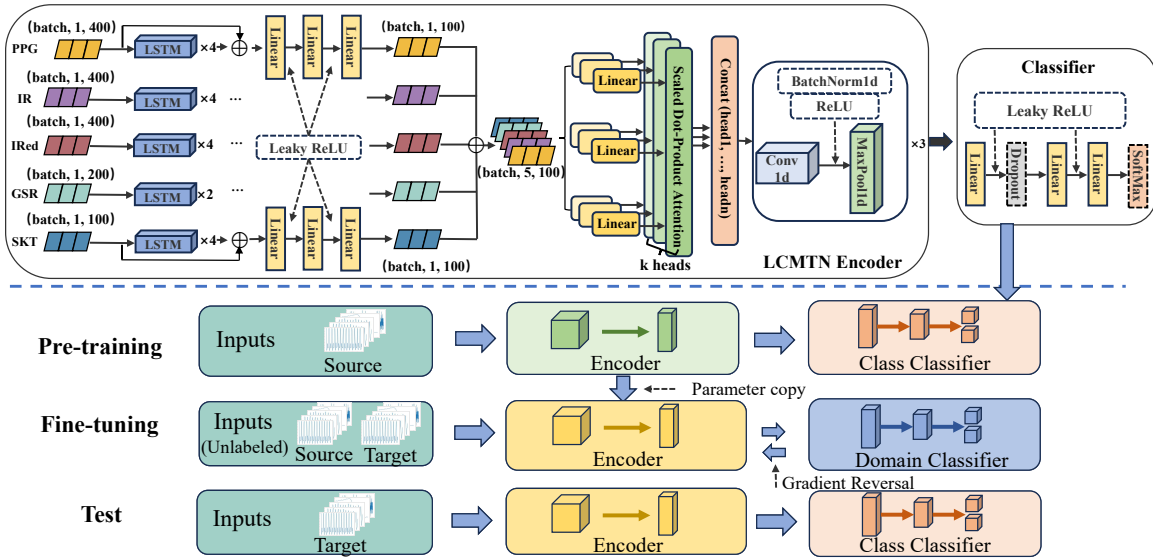 (batch, 1, 400)
PPG
LSTM
×4
Linear
Linear
Linear
(batch, 1, 100)
(batch, 1, 400)
IR
LSTM
×4
...
(batch, 1, 400)
IRed
LSTM
×4
...
Leaky ReLU
(batch, 5, 100)
(batch, 1, 200)
GSR
LSTM
×2
...
(batch, 1, 100)
SKT
LSTM
×4
Linear
Linear
Linear
(batch, 1, 100)
Linear
Linear
Linear
Scaled Dot-Product Attention
k heads
Concat (head1, ..., headn)
BatchNorm1d
ReLU
Conv
1d
MaxPool1d
×3
LCMTN Encoder
Classifier
Leaky ReLU
Linear
Dropout
Linear
Linear
SoftMax
Pre-training
Inputs
Source
Encoder
Class Classifier
Parameter copy
Fine-tuning
Inputs
(Unlabeled)
Source
Target
Encoder
Domain Classifier
Gradient Reversal
Test
Inputs
Target
Encoder
Class Classifier